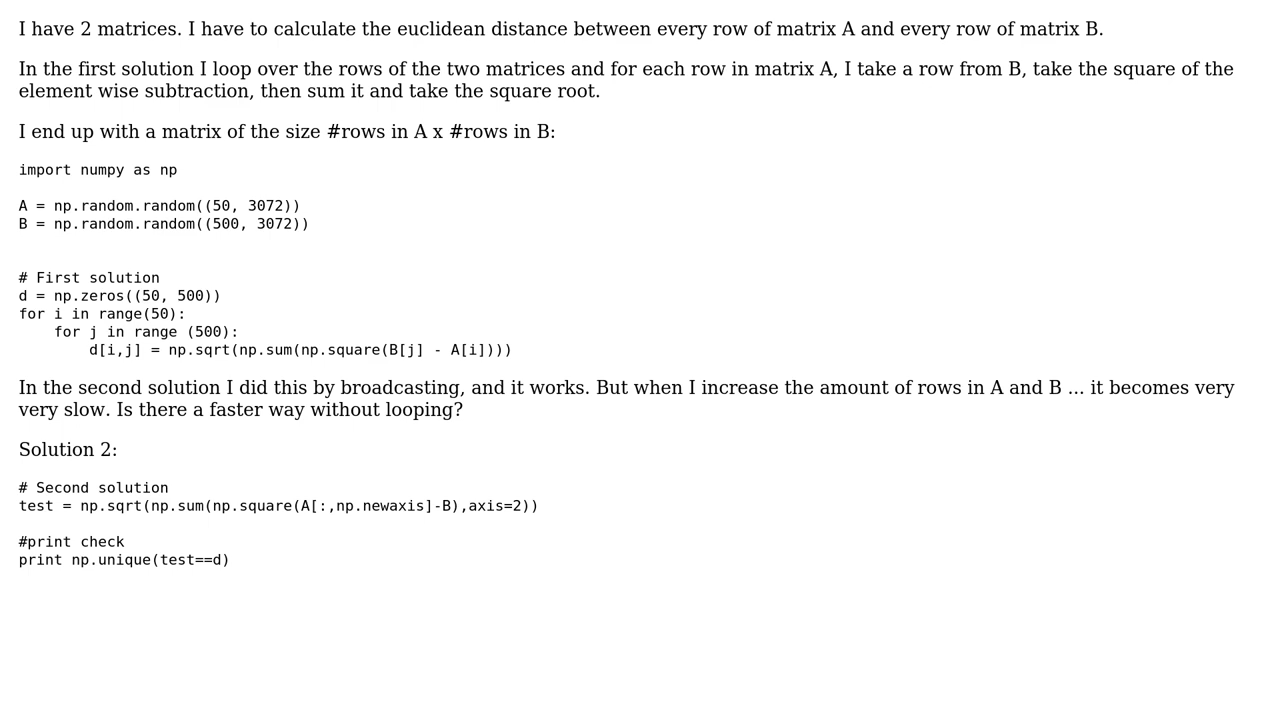 I have 2 matrices. I have to calculate the euclidean distance between every row of matrix A and every row of matrix B.
In the first solution I loop over the rows of the two matrices and for each row in matrix A, I take a row from B, take the square of the
element wise subtraction, then sum it and take the square root.
I end up with a matrix of the size #rows in A x #rows in B:
import numpy as np
A = np.random.random((50, 3072))
B = np.random.random((500, 3072))
# First solution
d = np.zeros((50, 500))
for i in range(50):
    for j in range (500):
        d[i,j] = np.sqrt(np.sum(np.square(B[j] - A[i])))
In the second solution I did this by broadcasting, and it works. But when I increase the amount of rows in A and B ... it becomes very
very slow. Is there a faster way without looping?
Solution 2:
# Second solution
test = np.sqrt(np.sum(np.square(A[:,np.newaxis]-B),axis=2))
#print check
print np.unique(test==d)